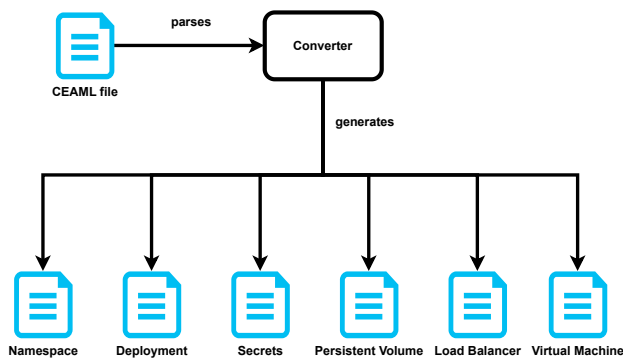 parses
Converter
CEAML file
generates
Namespace
Deployment
Secrets
Persistent Volume
Load Balancer
Virtual Machine